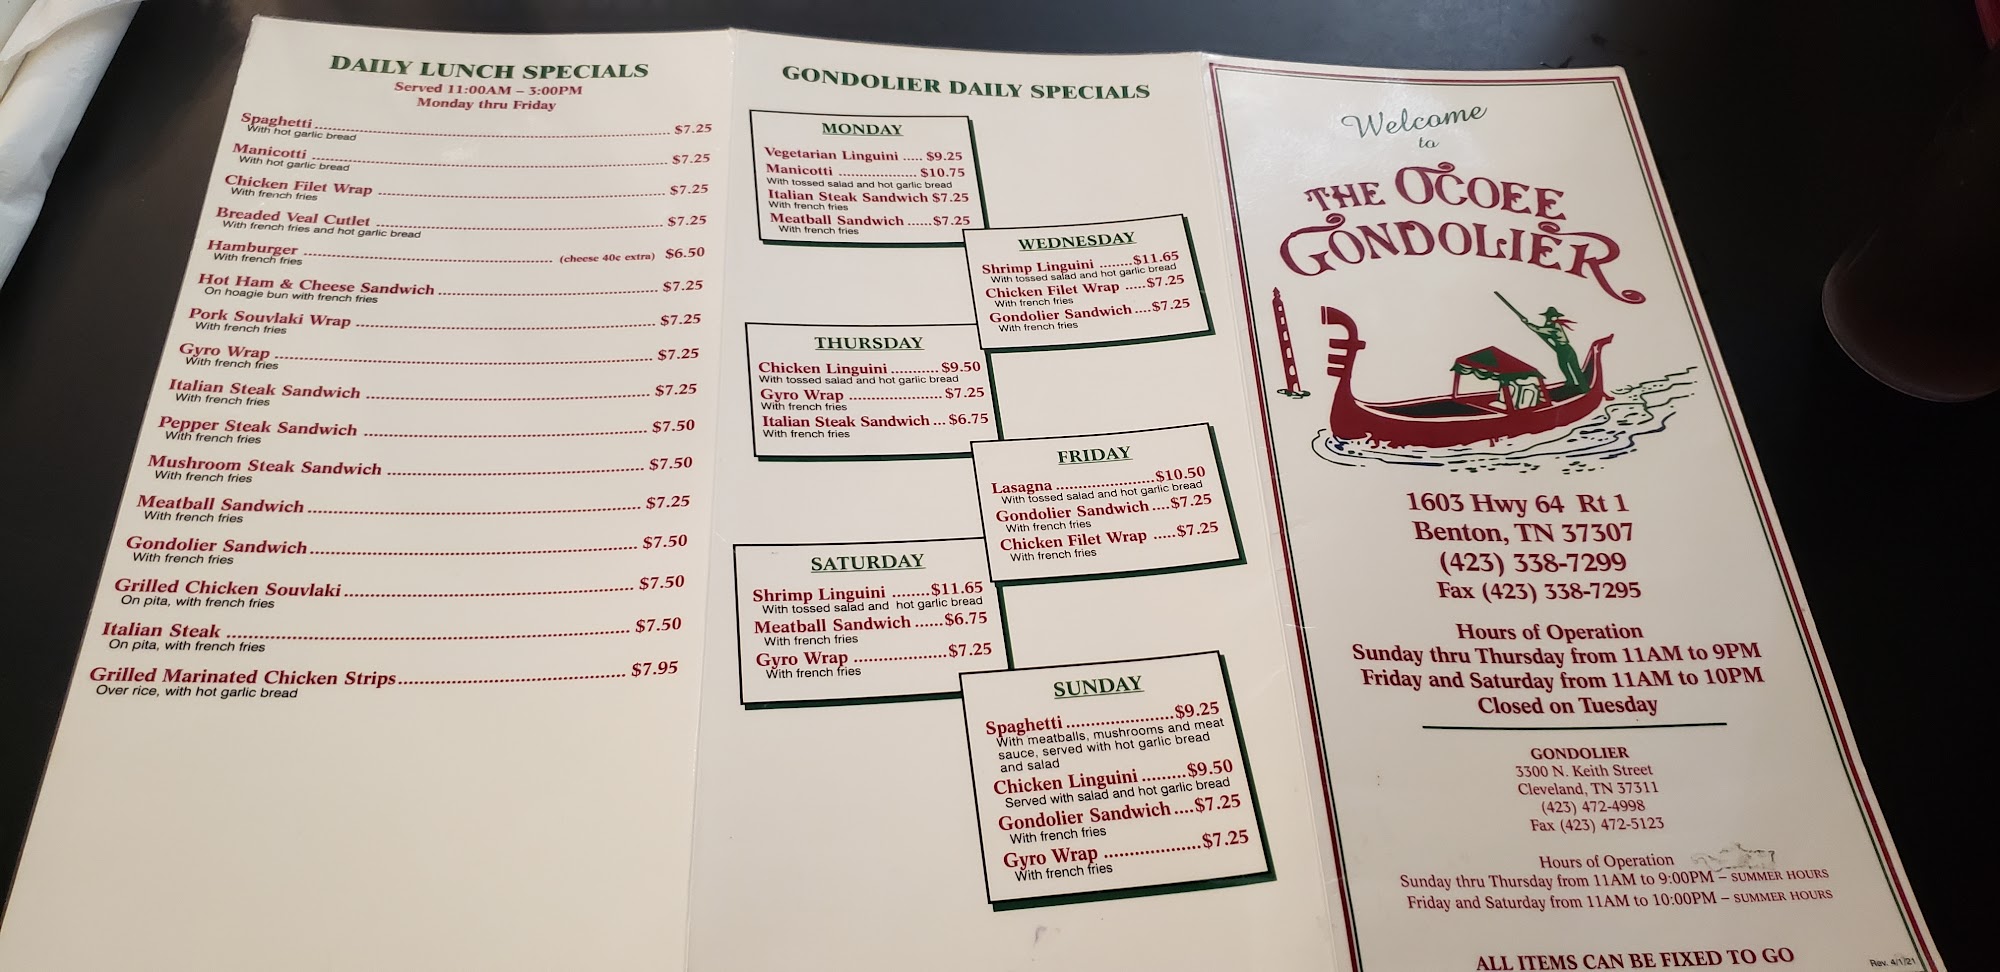 DAILY LUNCH SPECIALS
Served 11:00AM – 3:00PM
Monday thru Friday
Spaghetti $7.25
With hot garlic bread
Manicotti $7.25
With hot garlic bread
Chicken Filet Wrap $7.25
With french fries
Breaded Veal Cutlet $7.25
With french fries and hot garlic bread
Hamburger (cheese 40c extra) $6.50
With french fries
Hot Ham & Cheese Sandwich $7.25
On hoagie bun with french fries
Pork Souvlaki Wrap $7.25
With french fries
Gyro Wrap $7.25
With french fries
Italian Steak Sandwich $7.25
With french fries
Pepper Steak Sandwich $7.50
With french fries
Mushroom Steak Sandwich $7.50
With french fries
Meatball Sandwich $7.25
With french fries
Gondolier Sandwich $7.50
With french fries
Grilled Chicken Souvlaki $7.50
On pita, with french fries
Italian Steak $7.50
On pita, with french fries
Grilled Marinated Chicken Strips $7.95
Over rice, with hot garlic bread
GONDOLIER DAILY SPECIALS
MONDAY
Vegetarian Linguini ..... $9.25
Manicotti $10.75
With tossed salad and hot garlic bread
Italian Steak Sandwich $7.25
With french fries
Meatball Sandwich ......$7.25
With french fries
WEDNESDAY
Shrimp Linguini ........$11.65
With tossed salad and hot garlic bread
Chicken Filet Wrap .....$7.25
With french fries
Gondolier Sandwich ....$7.25
With french fries
THURSDAY
Chicken Linguini ........... $9.50
With tossed salad and hot garlic bread
Gyro Wrap $7.25
With french fries
Italian Steak Sandwich ... $6.75
With french fries
FRIDAY
Lasagna $10.50
With tossed salad and hot garlic bread
Gondolier Sandwich ....$7.25
With french fries
Chicken Filet Wrap .....$7.25
With french fries
SATURDAY
Shrimp Linguini ........$11.65
With tossed salad and hot garlic bread
Meatball Sandwich ......$6.75
With french fries
Gyro Wrap $7.25
With french fries
SUNDAY
Spaghetti $9.25
With meatballs, mushrooms and meat
sauce, served with hot garlic bread
and salad
Chicken Linguini .........$9.50
Served with salad and hot garlic bread
Gondolier Sandwich ....$7.25
With french fries
Gyro Wrap $7.25
With french fries
Welcome
to
THE OCOEE
GONDOLIER
1603 Hwy 64 Rt 1
Benton, TN 37307
(423) 338-7299
Fax (423) 338-7295
Hours of Operation
Sunday thru Thursday from 11AM to 9PM
Friday and Saturday from 11AM to 10PM
Closed on Tuesday
GONDOLIER
3300 N. Keith Street
Cleveland, TN 37311
(423) 472-4998
Fax (423) 472-5123
Hours of Operation
Sunday thru Thursday from 11AM to 9:00PM – SUMMER HOURS
Friday and Saturday from 11AM to 10:00PM – SUMMER HOURS
ALL ITEMS CAN BE FIXED TO GO
Rev. 4/1/21